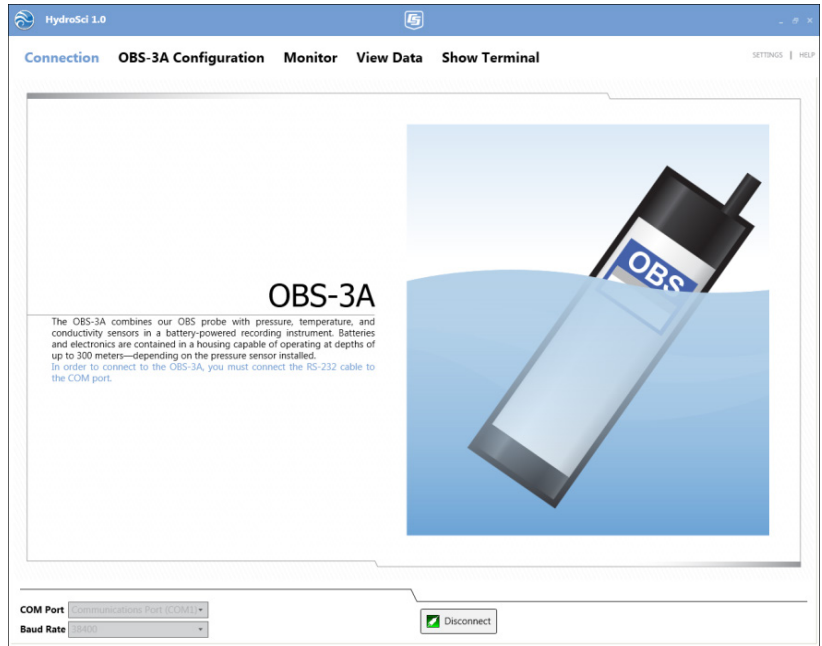 HydroSci 1.0
Connection OBS-3A Configuration Monitor View Data Show Terminal SETTINGS | HELP
OBS-3A
The OBS-3A combines our OBS probe with pressure, temperature, and
conductivity sensors in a battery-powered recording instrument. Batteries
and electronics are contained in a housing capable of operating at depths of
up to 300 meters—depending on the pressure sensor installed.
In order to connect to the OBS-3A, you must connect the RS-232 cable to
the COM port.
OBS
COM Port Communications Port (COM1)
Baud Rate 38400
Disconnect